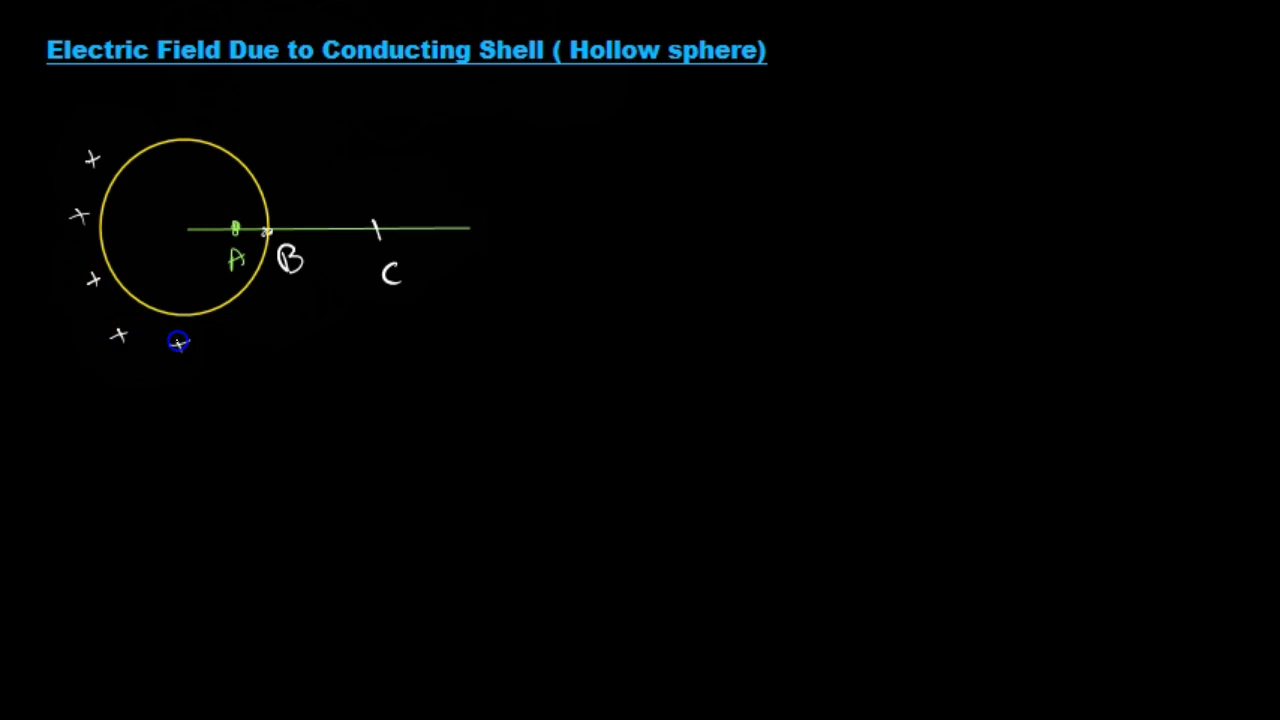 Electric Field Due to Conducting Shell ( Hollow sphere)
+
+
A B C
+
+ +